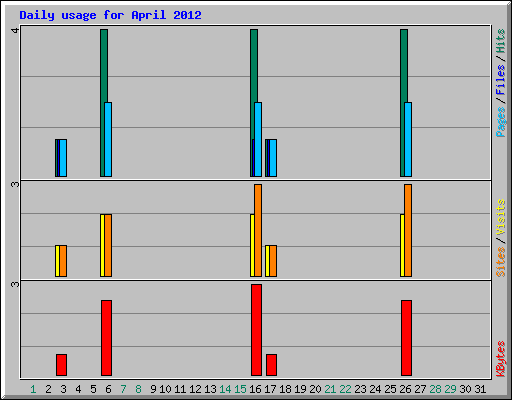 Daily usage for April 2012
4
3
3
Pages / Files / Hits
Sites / Visits
KBytes
1 2 3 4 5 6 7 8 9 10 11 12 13 14 15 16 17 18 19 20 21 22 23 24 25 26 27 28 29 30 31